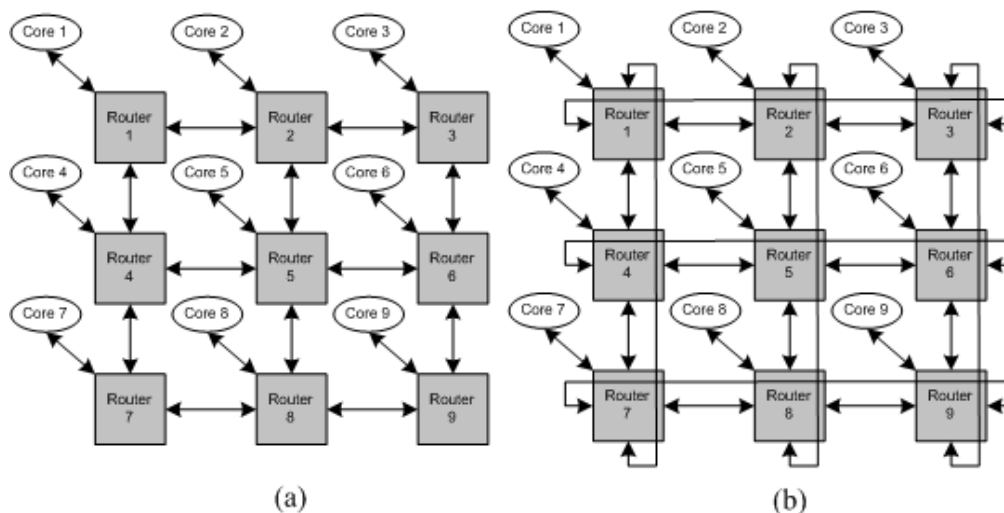 Core 1
Core 2
Core 3
Router
1
Router
2
Router
3
Core 4
Core 5
Core 6
Router
4
Router
5
Router
6
Core 7
Core 8
Core 9
Router
7
Router
8
Router
9
(a)
Core 1
Core 2
Core 3
Router
1
Router
2
Router
3
Core 4
Core 5
Core 6
Router
4
Router
5
Router
6
Core 7
Core 8
Core 9
Router
7
Router
8
Router
9
(b)